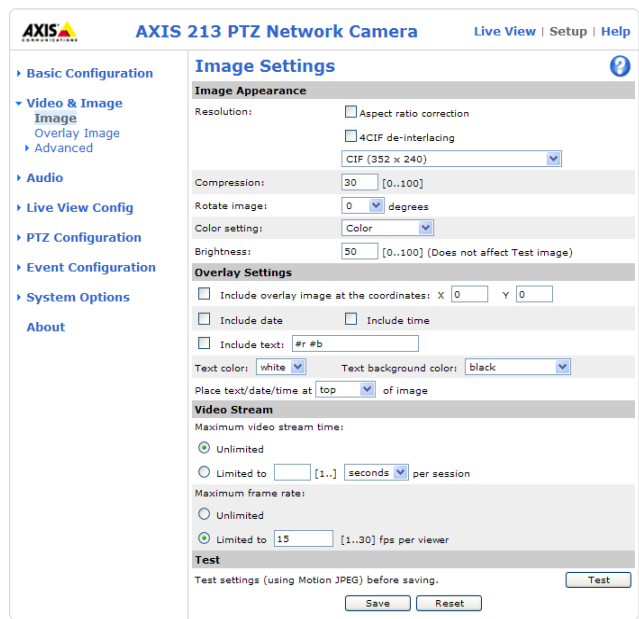 AXIS
COMMUNICATIONS
AXIS 213 PTZ Network Camera
Live View | Setup | Help
Basic Configuration
Video & Image
Image
Overlay Image
Advanced
Audio
Live View Config
PTZ Configuration
Event Configuration
System Options
About
Image Settings
?
Image Appearance
Resolution:
Aspect ratio correction
4CIF de-interlacing
CIF (352 x 240)
Compression: 30 [0..100]
Rotate image: 0 degrees
Color setting: Color
Brightness: 50 [0..100] (Does not affect Test image)
Overlay Settings
Include overlay image at the coordinates: X 0 Y 0
Include date Include time
Include text: #r #b
Text color: white Text background color: black
Place text/date/time at top of image
Video Stream
Maximum video stream time:
Unlimited
Limited to [1..] seconds per session
Maximum frame rate:
Unlimited
Limited to 15 [1..30] fps per viewer
Test
Test settings (using Motion JPEG) before saving. Test
Save Reset